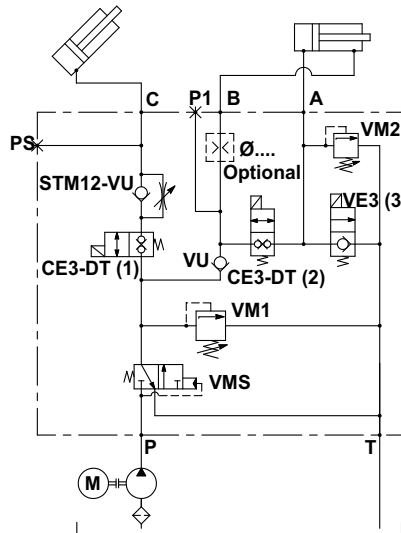 C P1 B A
PS
VM2
STM12-VU
Ø....
Optional
VE3 (3
CE3-DT (1)
VU
CE3-DT (2)
VM1
VMS
P T
M